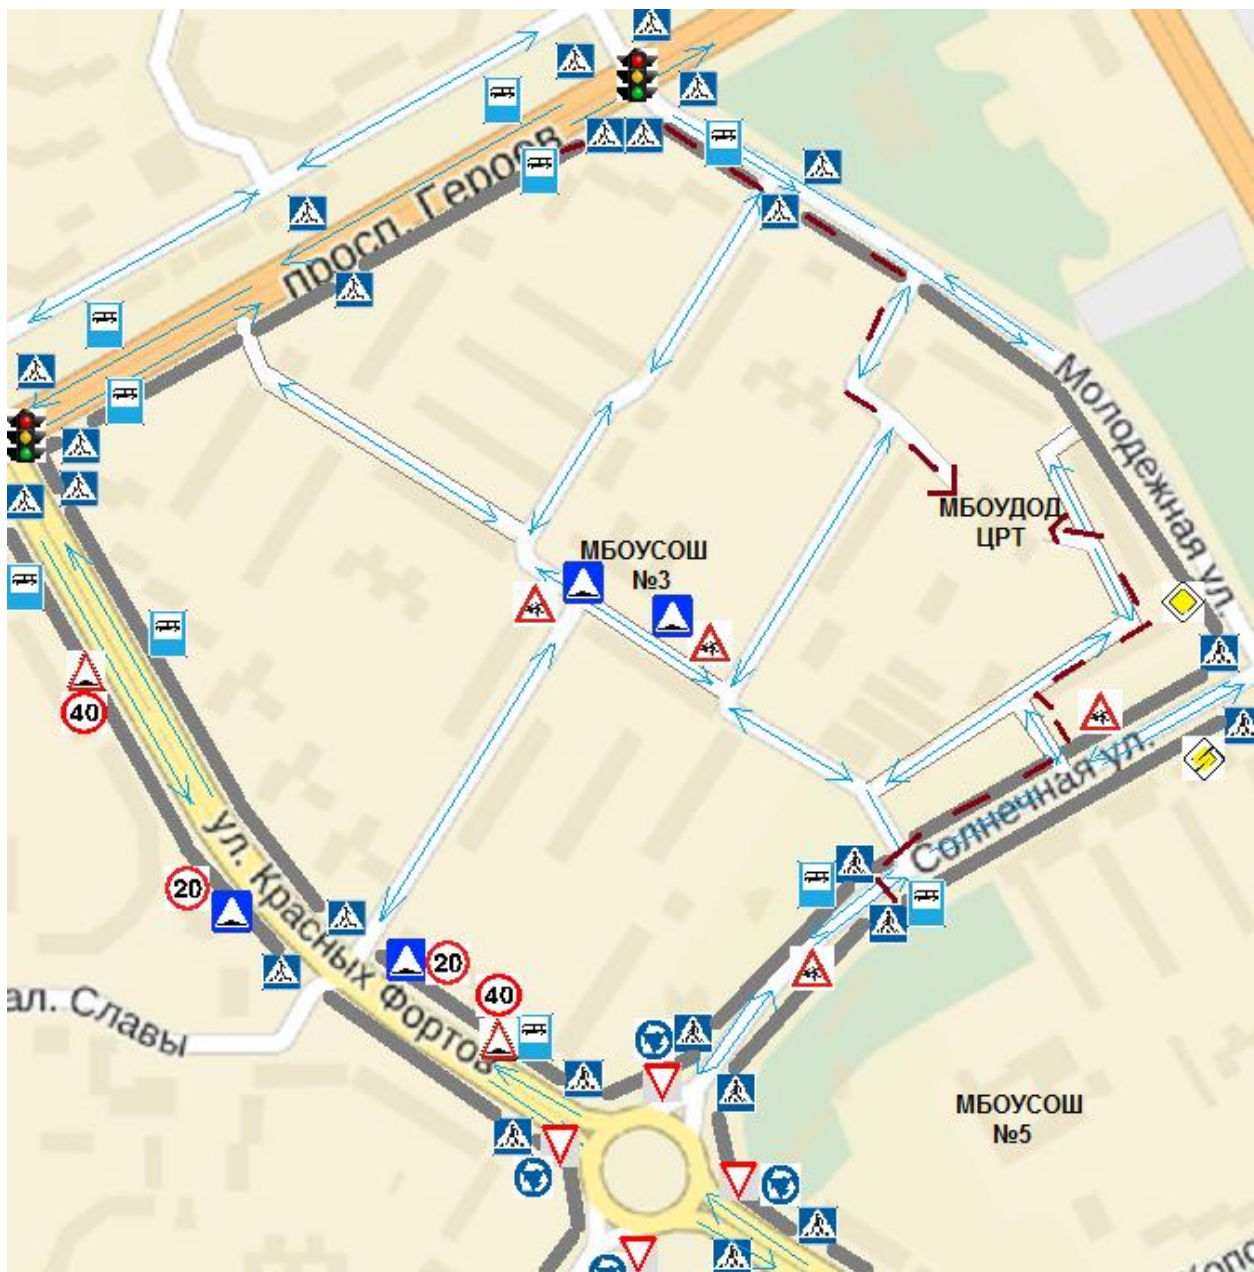 просп. Героев
Молодежная ул.
МБОУДОД
ЦРТ
МБОУСОШ
№3
40
Солнечная ул.
ул. Красных Фортов
20
20
40
ал. Славы
МБОУСОШ
№5